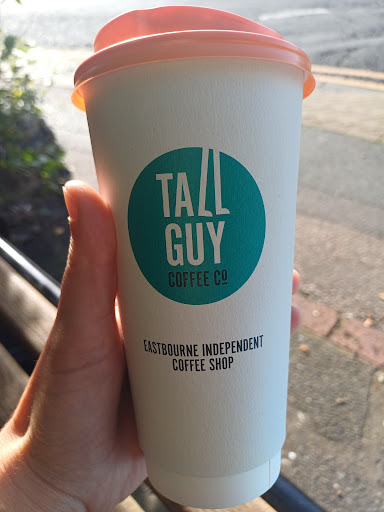 TALL
GUY
COFFEE Cº
EASTBOURNE INDEPENDENT
COFFEE SHOP